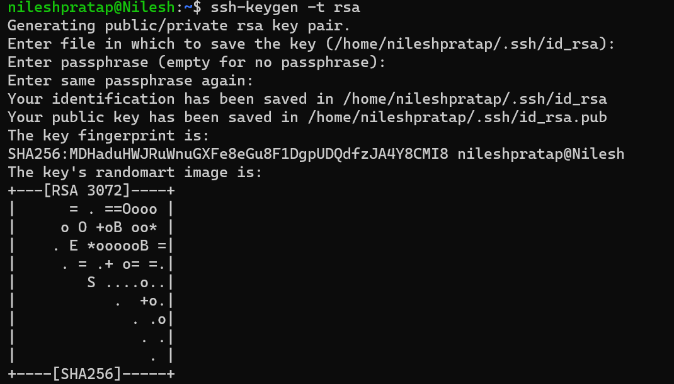 nileshpratap@Nilesh:~$ ssh-keygen -t rsa
Generating public/private rsa key pair.
Enter file in which to save the key (/home/nileshpratap/.ssh/id_rsa):
Enter passphrase (empty for no passphrase):
Enter same passphrase again:
Your identification has been saved in /home/nileshpratap/.ssh/id_rsa
Your public key has been saved in /home/nileshpratap/.ssh/id_rsa.pub
The key fingerprint is:
SHA256:MDHaduHWJRuWnuGXFe8eGu8F1DgpUDQdfzJA4Y8CMI8 nileshpratap@Nilesh
The key's randomart image is:
+---[RSA 3072]----+
|      = . ==Oooo |
|     o O +oB oo* |
|    . E *oooooB =|
|     . = .+ o= =.|
|        S ....o..|
|           .  +o.|
|             . .o|
|              . .|
|               . |
+----[SHA256]-----+